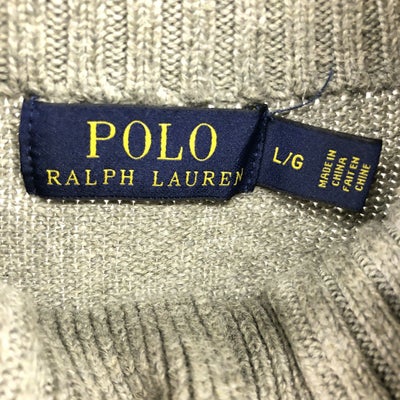 POLO
RALPH LAUREN
L/G
MADE IN
CHINA
FAIT EN
CHINE